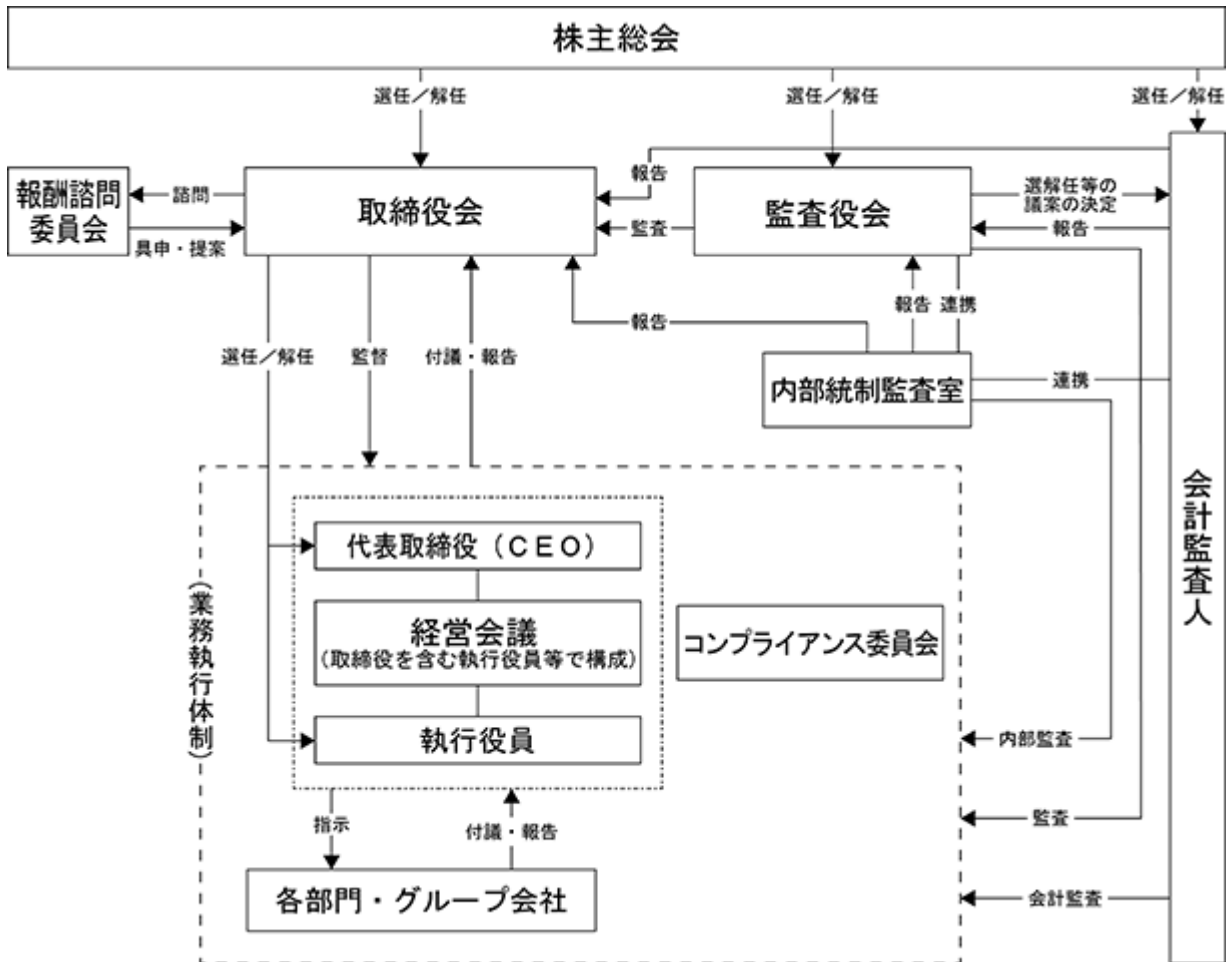 株主総会
選任／解任
選任／解任
選任／解任
報酬諮問
委員会
諮問
具申・提案
取締役会
報告
監査
監査役会
選解任等の
議案の決定
報告
報告
報告
連携
選任／解任
監督
付議・報告
内部統制監査室
連携
会計監査人
(業務執行体制)
代表取締役（ＣＥＯ）
経営会議
(取締役を含む執行役員等で構成)
執行役員
コンプライアンス委員会
内部監査
監査
会計監査
指示
付議・報告
各部門・グループ会社